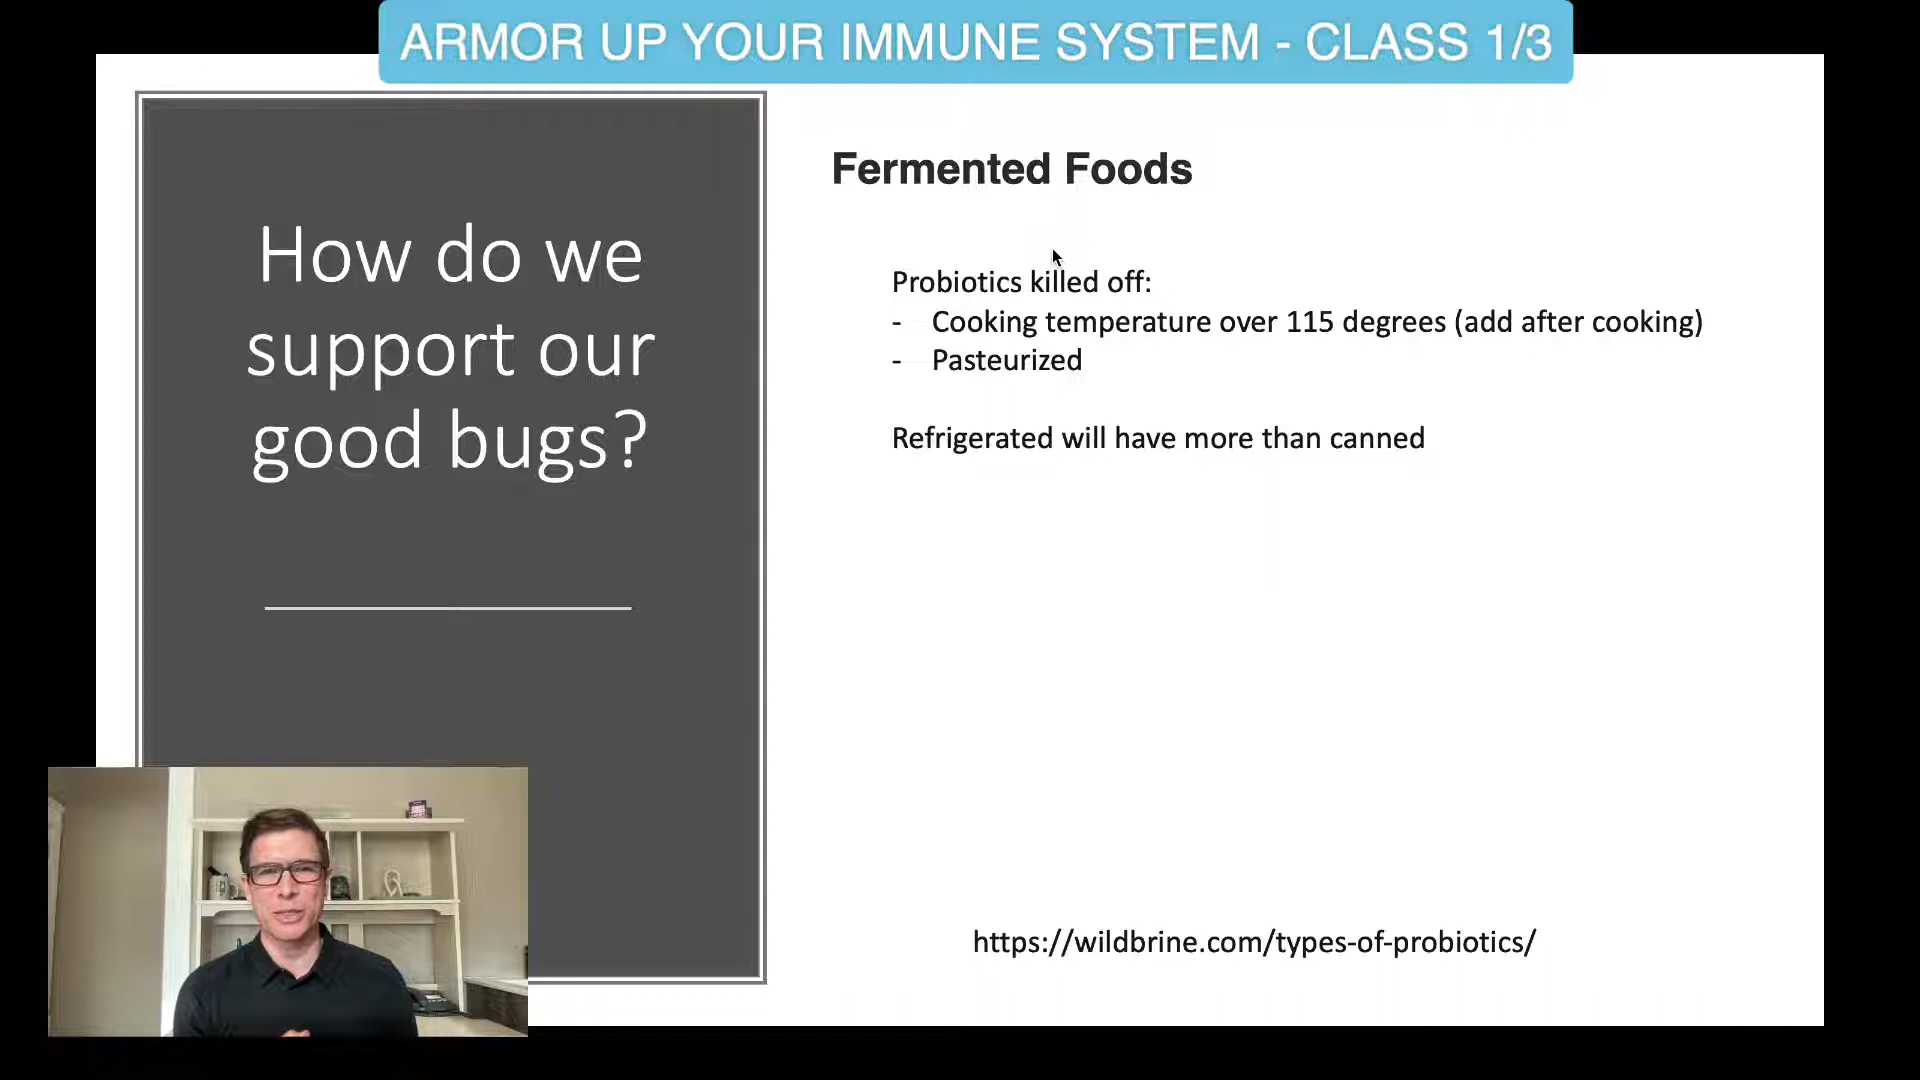 ARMOR UP YOUR IMMUNE SYSTEM - CLASS 1/3
How do we
support our
good bugs?
Fermented Foods
Probiotics killed off:
- Cooking temperature over 115 degrees (add after cooking)
- Pasteurized
Refrigerated will have more than canned
https://wildbrine.com/types-of-probiotics/